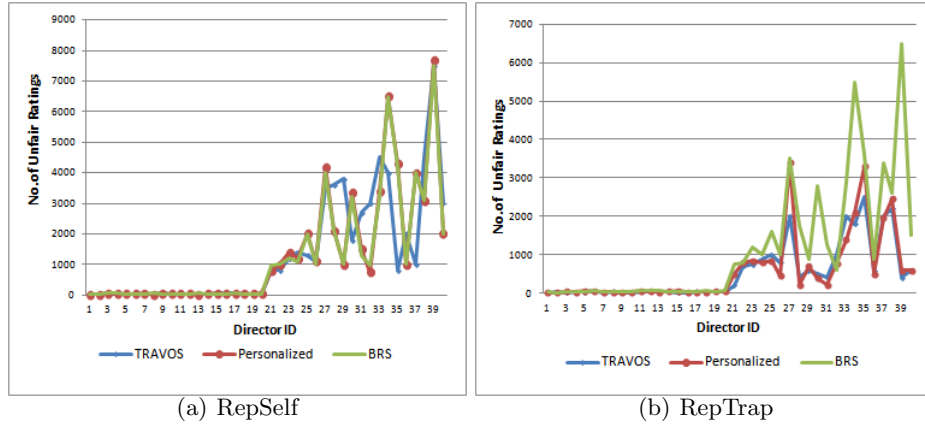 9000
8000
7000
6000
5000
4000
3000
2000
1000
0
No.of Unfair Ratings
1 3 5 7 9 11 13 15 17 19 21 23 25 27 29 31 33 35 37 39
Director ID
TRAVOS Personalized BRS
(a) RepSelf
7000
6000
5000
4000
3000
2000
1000
0
No.of Unfair Ratings
1 3 5 7 9 11 13 15 17 19 21 23 25 27 29 31 33 35 37 39
Director ID
TRAVOS Personalized BRS
(b) RepTrap